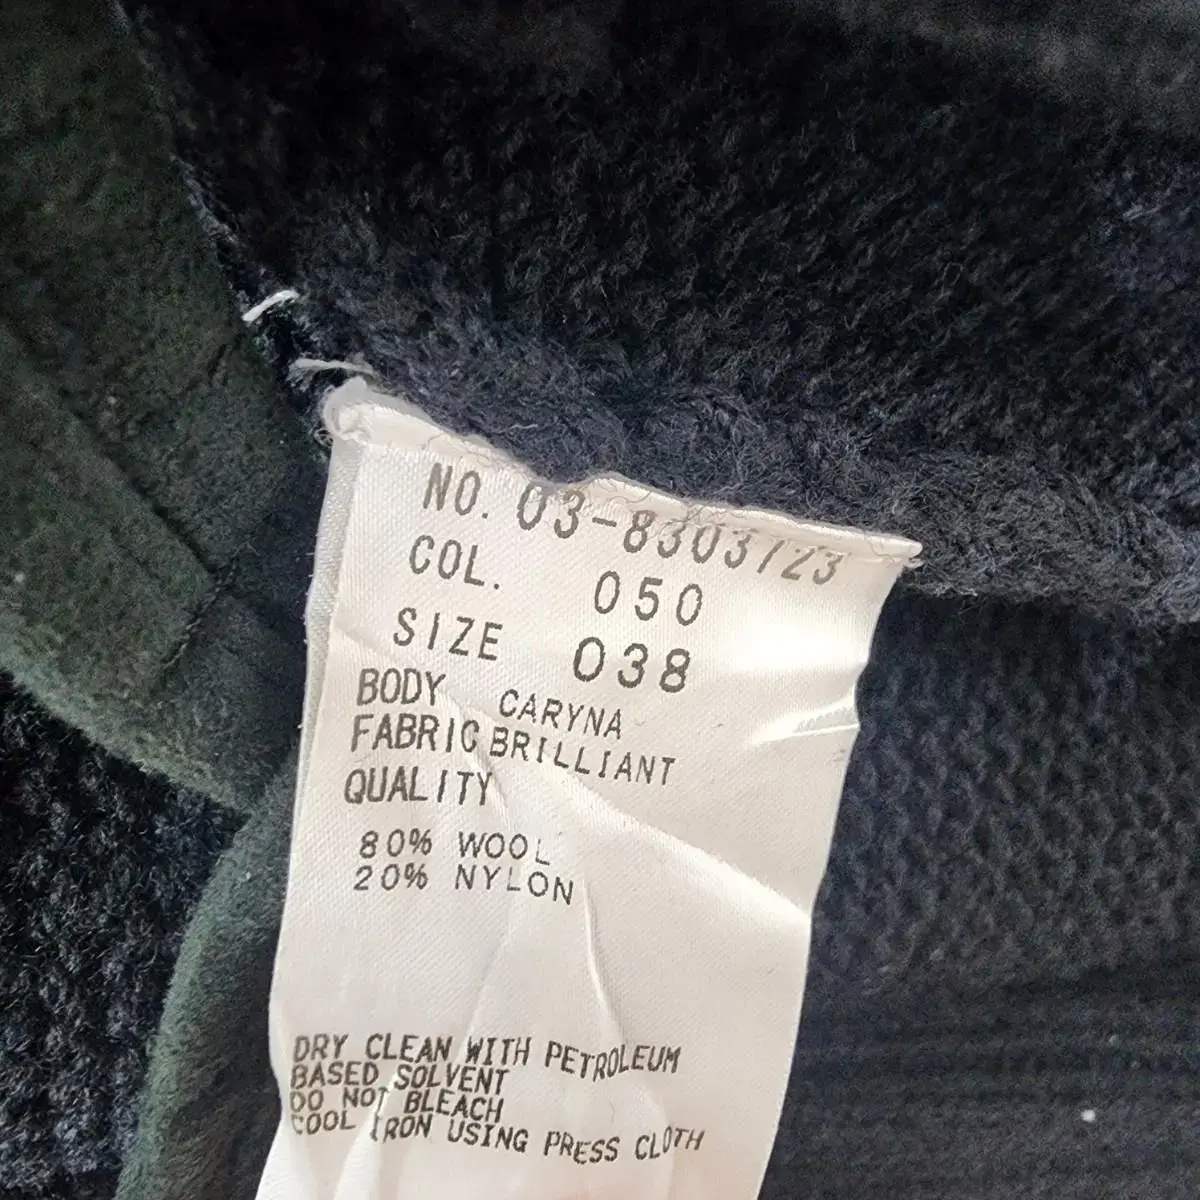 NO. 03-8303723
COL. 050
SIZE 038
BODY CARYNA
FABRIC BRILLIANT
QUALITY
80% WOOL
20% NYLON
DRY CLEAN WITH PETROLEUM
BASED SOLVENT
DO NOT BLEACH
COOL IRON USING PRESS CLOTH